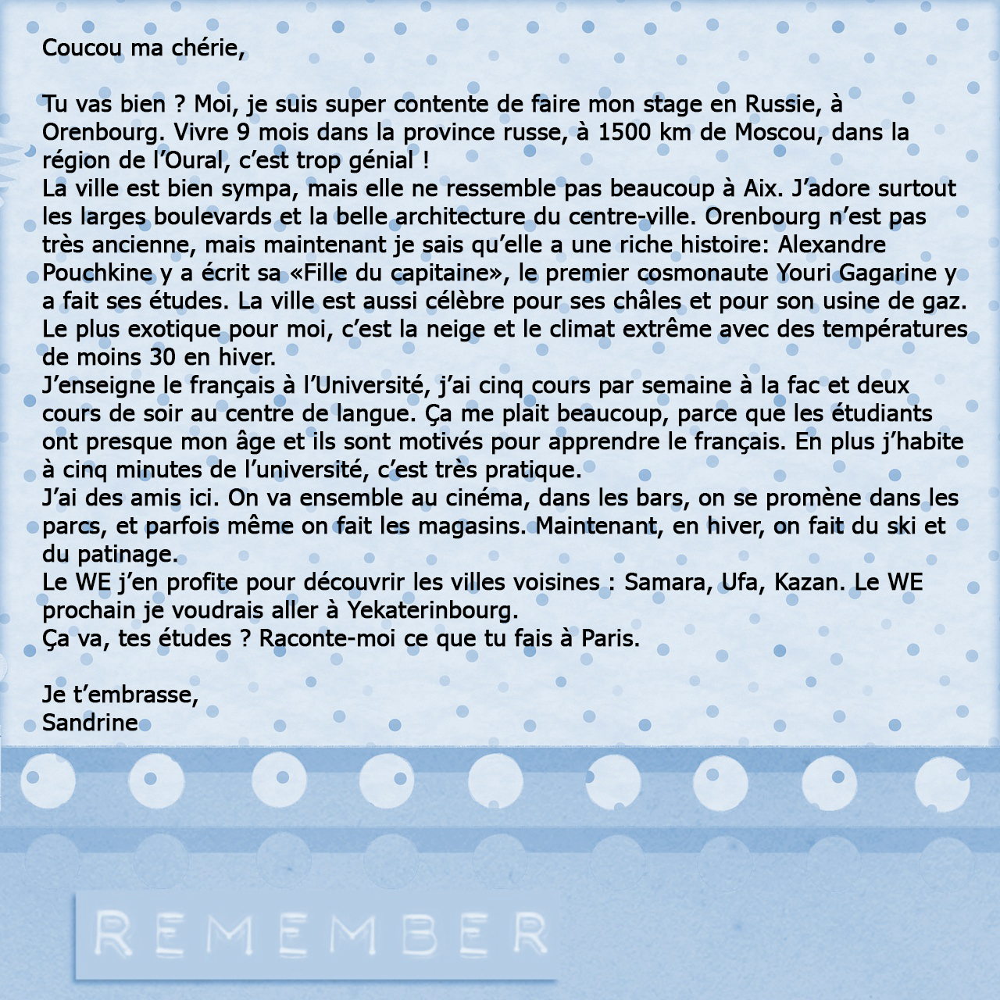 Coucou ma chérie,
Tu vas bien ? Moi, je suis super contente de faire mon stage en Russie, à
Orenbourg. Vivre 9 mois dans la province russe, à 1500 km de Moscou, dans la
région de l’Oural, c’est trop génial !
La ville est bien sympa, mais elle ne ressemble pas beaucoup à Aix. J’adore surtout
les larges boulevards et la belle architecture du centre-ville. Orenbourg n’est pas
très ancienne, mais maintenant je sais qu’elle a une riche histoire: Alexandre
Pouchkine y a écrit sa «Fille du capitaine», le premier cosmonaute Youri Gagarine y
a fait ses études. La ville est aussi célèbre pour ses châles et pour son usine de gaz.
Le plus exotique pour moi, c’est la neige et le climat extrême avec des températures
de moins 30 en hiver.
J’enseigne le français à l’Université, j’ai cinq cours par semaine à la fac et deux
cours de soir au centre de langue. Ça me plait beaucoup, parce que les étudiants
ont presque mon âge et ils sont motivés pour apprendre le français. En plus j’habite
à cinq minutes de l’université, c’est très pratique.
J’ai des amis ici. On va ensemble au cinéma, dans les bars, on se promène dans les
parcs, et parfois même on fait les magasins. Maintenant, en hiver, on fait du ski et
du patinage.
Le WE j’en profite pour découvrir les villes voisines : Samara, Ufa, Kazan. Le WE
prochain je voudrais aller à Yekaterinbourg.
Ça va, tes études ? Raconte-moi ce que tu fais à Paris.
Je t’embrasse,
Sandrine
REMEMBER